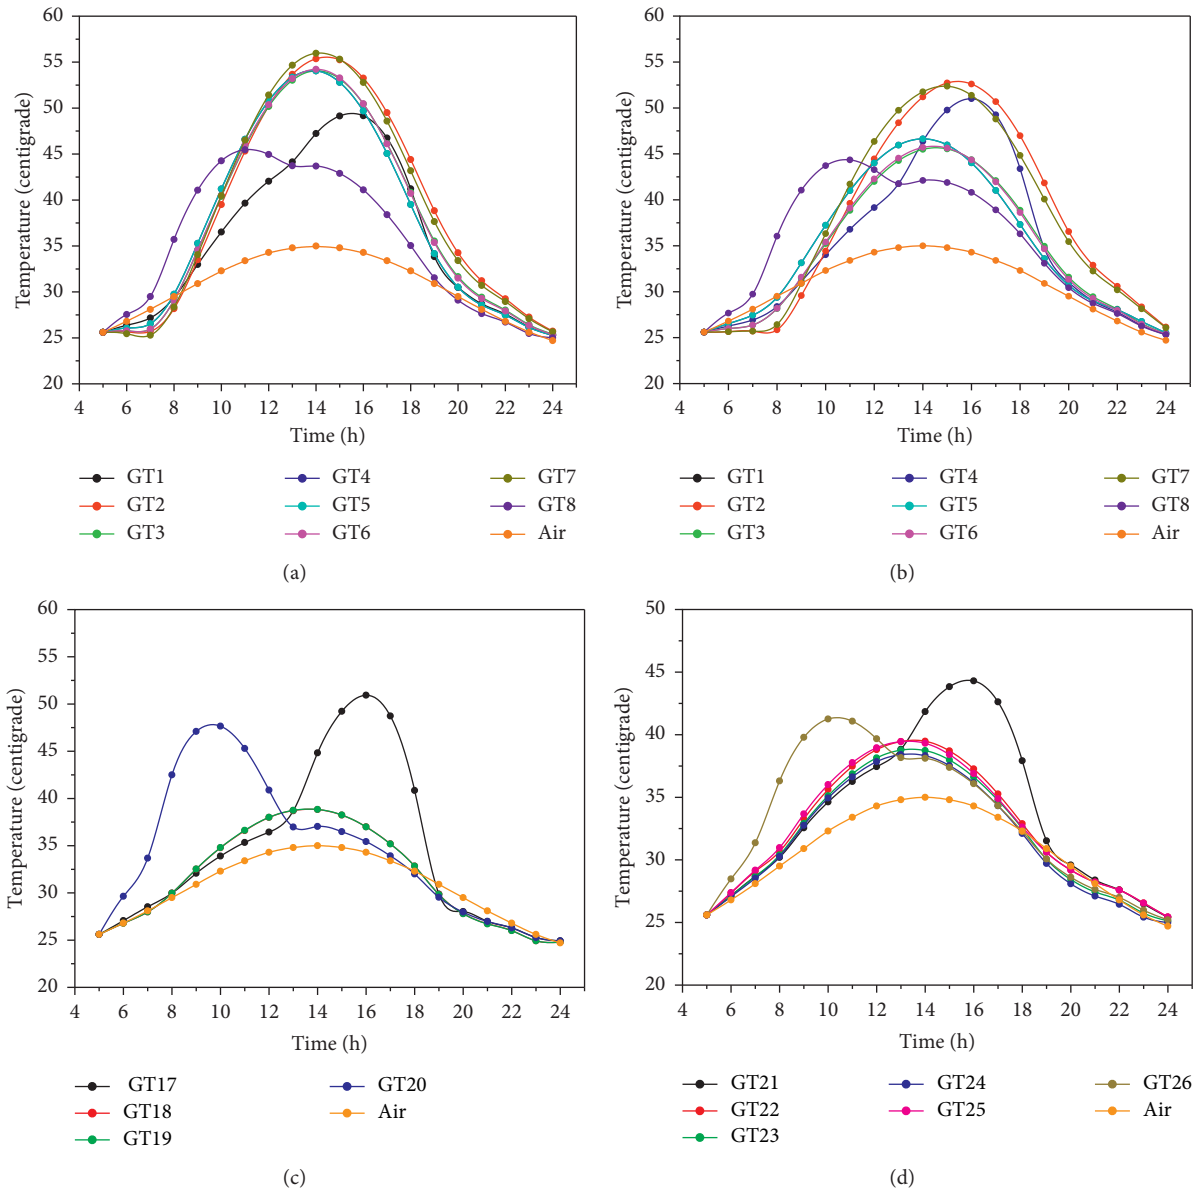 60
55
50
45
40
35
30
25
20
Temperature (centigrade)
4 6 8 10 12 14 16 18 20 22 24
Time (h)
GT1 GT4 GT7
GT2 GT5 GT8
GT3 GT6 Air
(a)
60
55
50
45
40
35
30
25
20
Temperature (centigrade)
4 6 8 10 12 14 16 18 20 22 24
Time (h)
GT1 GT4 GT7
GT2 GT5 GT8
GT3 GT6 Air
(b)
60
55
50
45
40
35
30
25
20
Temperature (centigrade)
4 6 8 10 12 14 16 18 20 22 24
Time (h)
GT17 GT20
GT18 Air
GT19
(c)
50
45
40
35
30
25
20
Temperature (centigrade)
4 6 8 10 12 14 16 18 20 22 24
Time (h)
GT21 GT24 GT26
GT22 GT25 Air
GT23
(d)